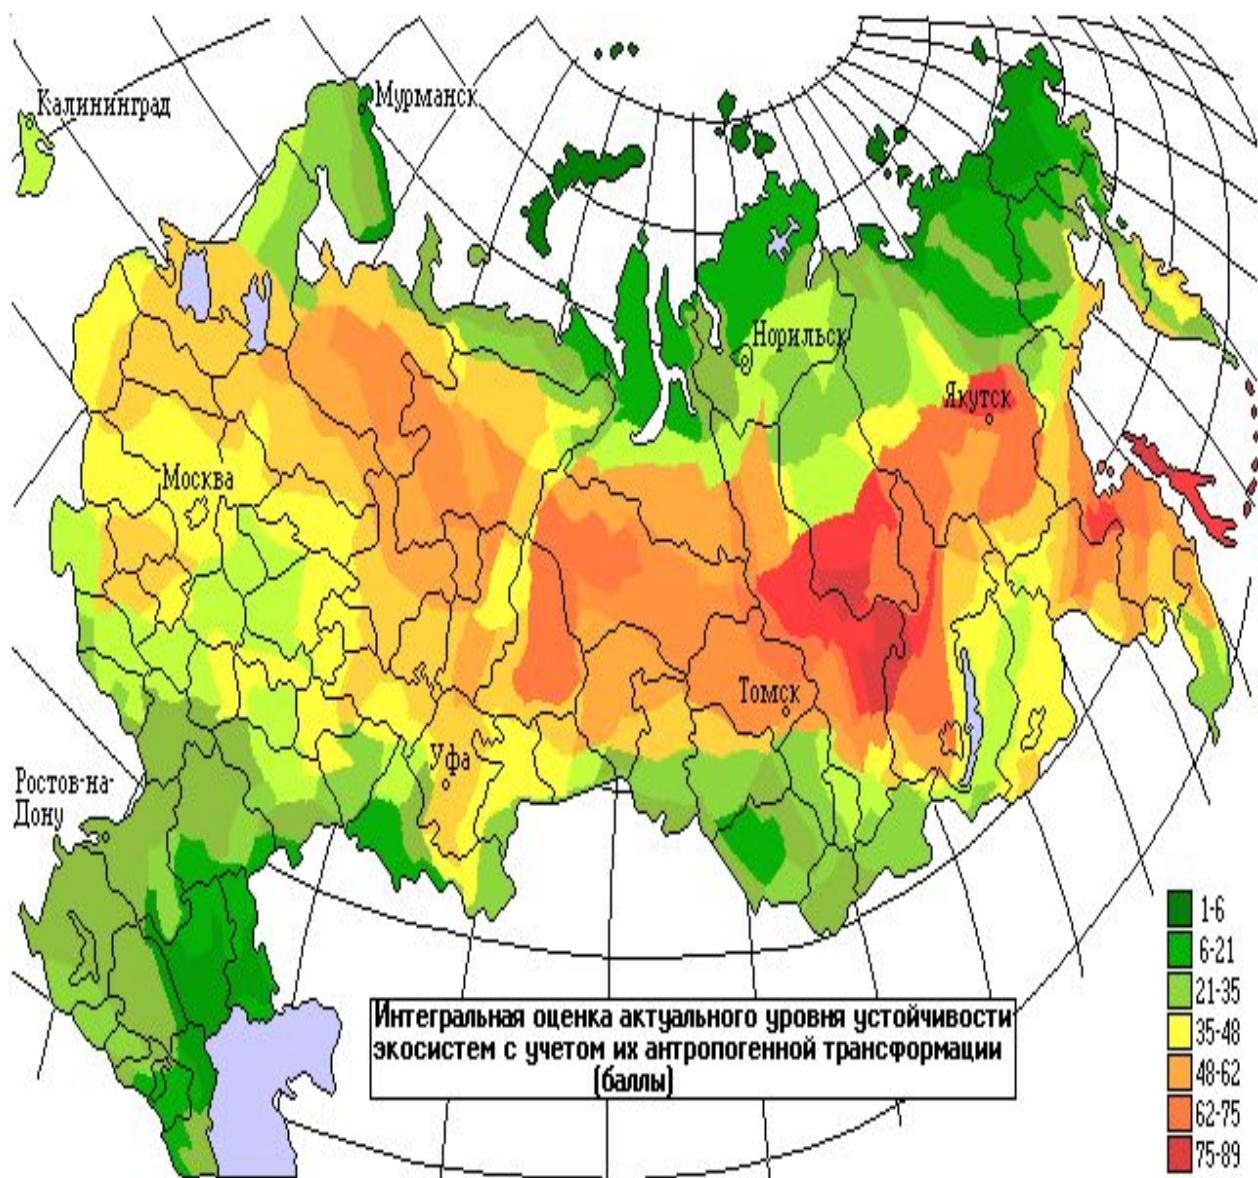 Калининград
Мурманск
Норильск
Якутск
Москва
Томск
Уфа
Ростов-на-
Дону
1-6
6-21
21-35
35-48
48-62
62-75
75-89
Интегральная оценка актуального уровня устойчивости
экосистем с учетом их антропогенной трансформации
(баллы)